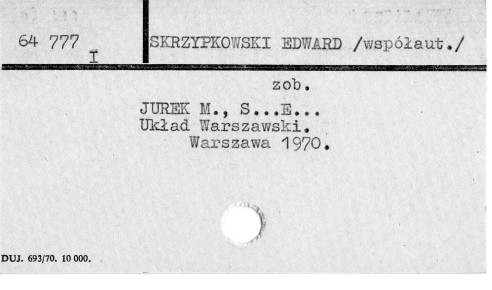 64 777
I
SKRZYPKOWSKI EDWARD /współaut./
zob.
JUREK M., S...E...
Układ Warszawski.
Warszawa 1970.
DUJ. 693/70. 10 000.